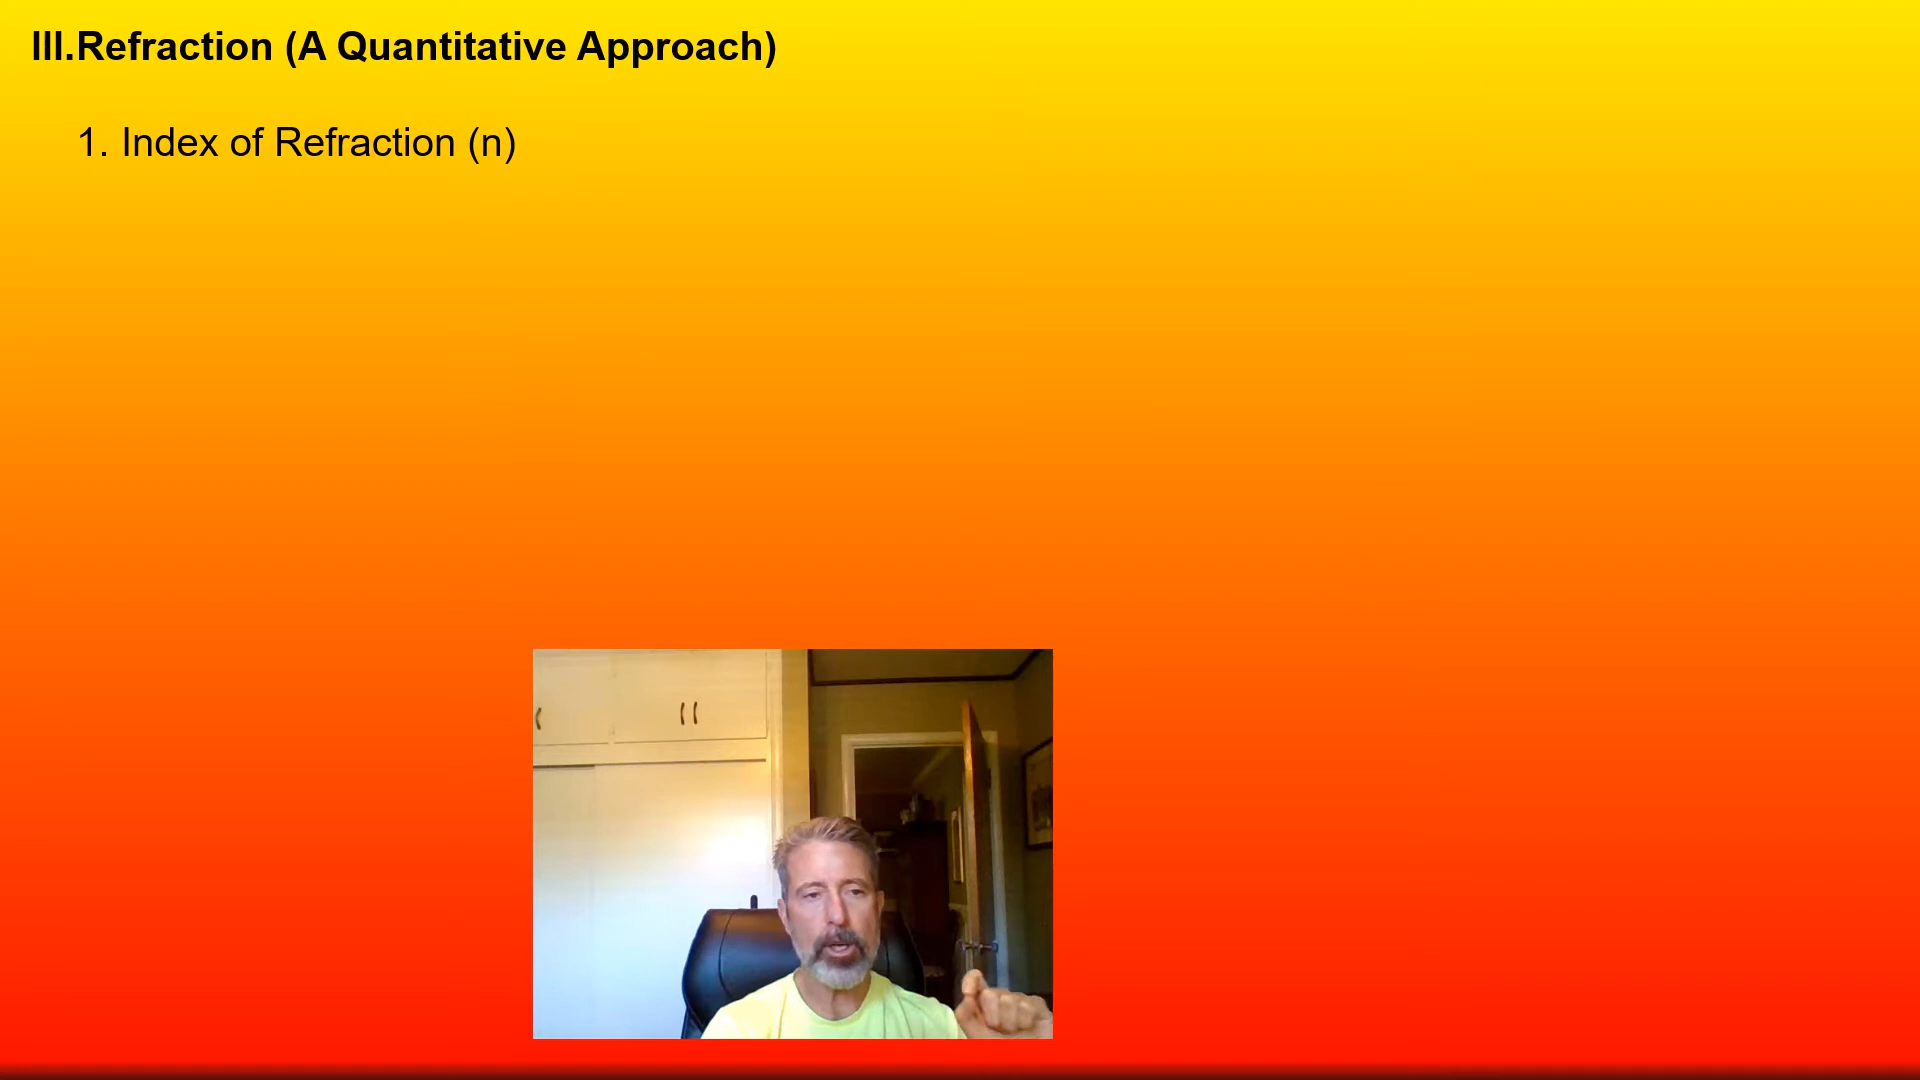 III.Refraction (A Quantitative Approach)
1. Index of Refraction (n)